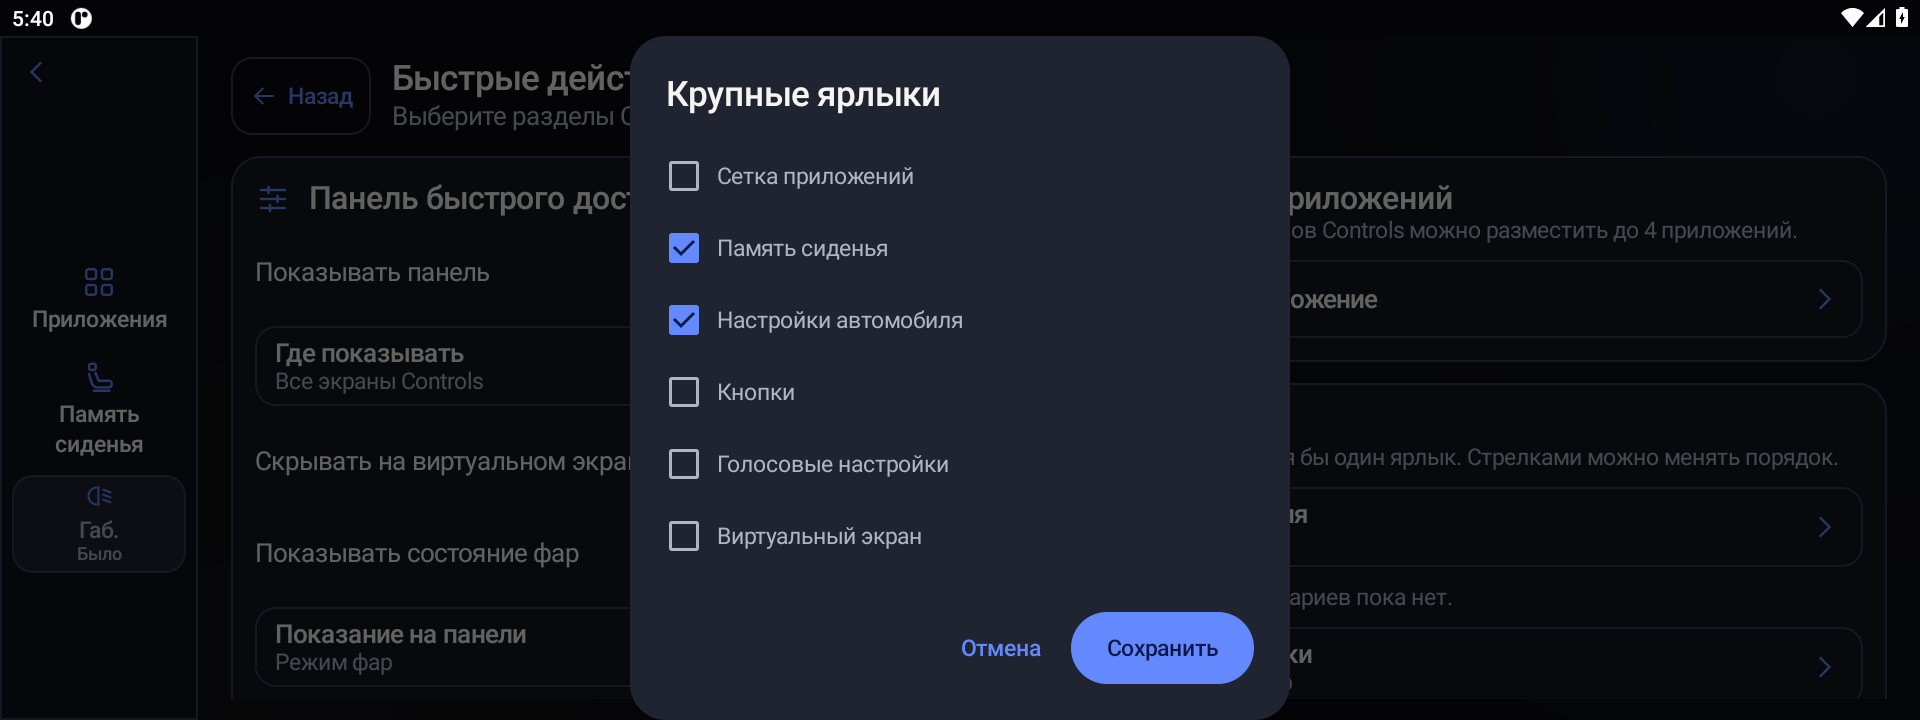 5:40
Назад
Быстрые дейст
Выберите разделы C
Панель быстрого дост
Показывать панель
Где показывать
Все экраны Controls
Скрывать на виртуальном экран
Показывать состояние фар
Показание на панели
Режим фар
Приложения
Память
сиденья
Габ.
Было
Крупные ярлыки
Сетка приложений
Память сиденья
Настройки автомобиля
Кнопки
Голосовые настройки
Виртуальный экран
Отмена
Сохранить
риложений
ов Controls можно разместить до 4 приложений.
ожение
я бы один ярлык. Стрелками можно менять порядок.
ия
ариев пока нет.
ки